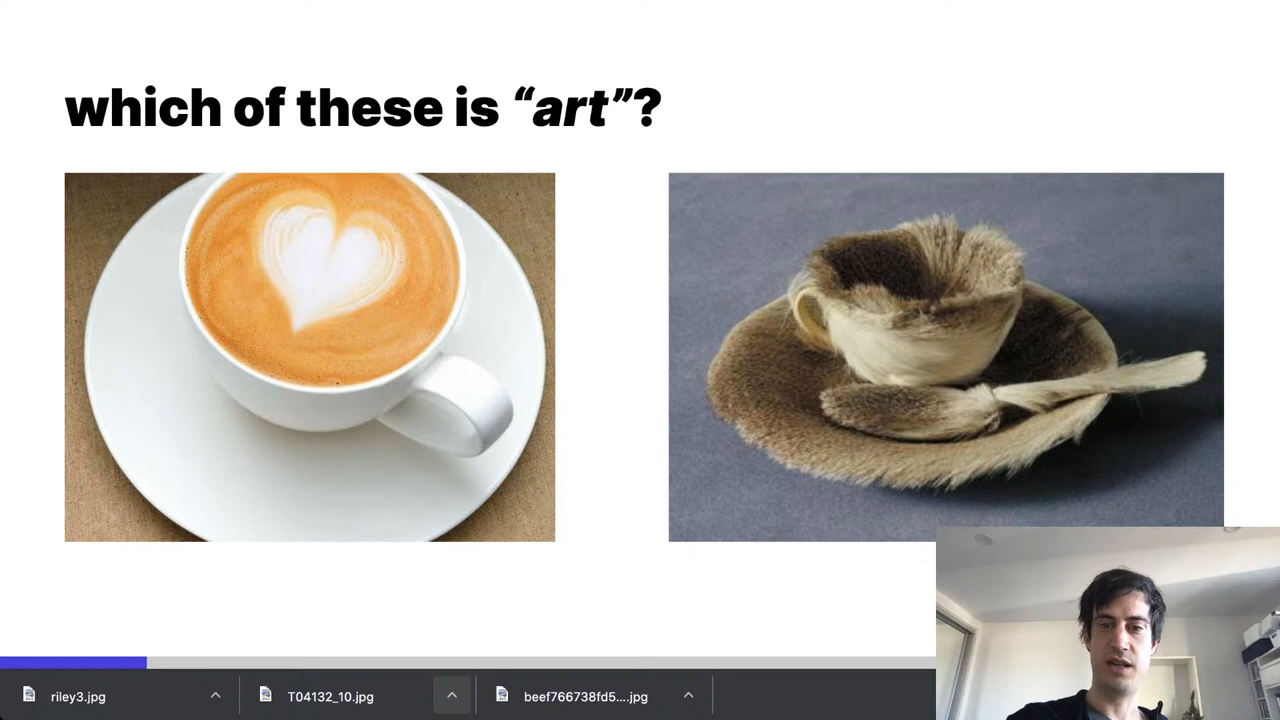 which of these is “art”?
riley3.jpg
T04132_10.jpg
beef766738fd5....jpg